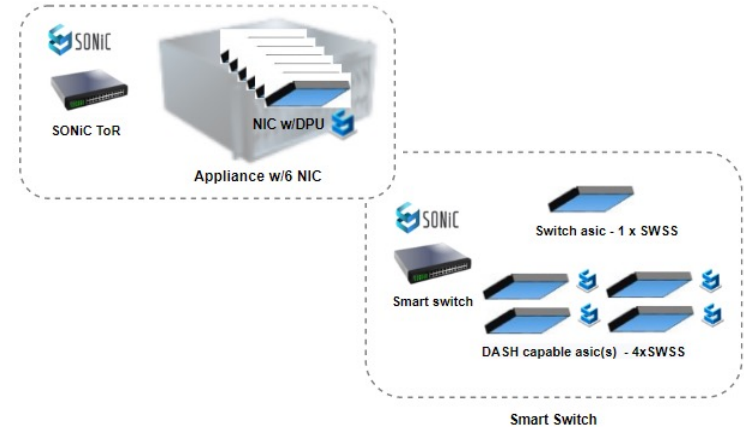 SONiC
SONiC ToR
NIC w/DPU
Appliance w/6 NIC
SONiC
Switch asic - 1 x SWSS
Smart switch
DASH capable asic(s) - 4xSWSS
Smart Switch